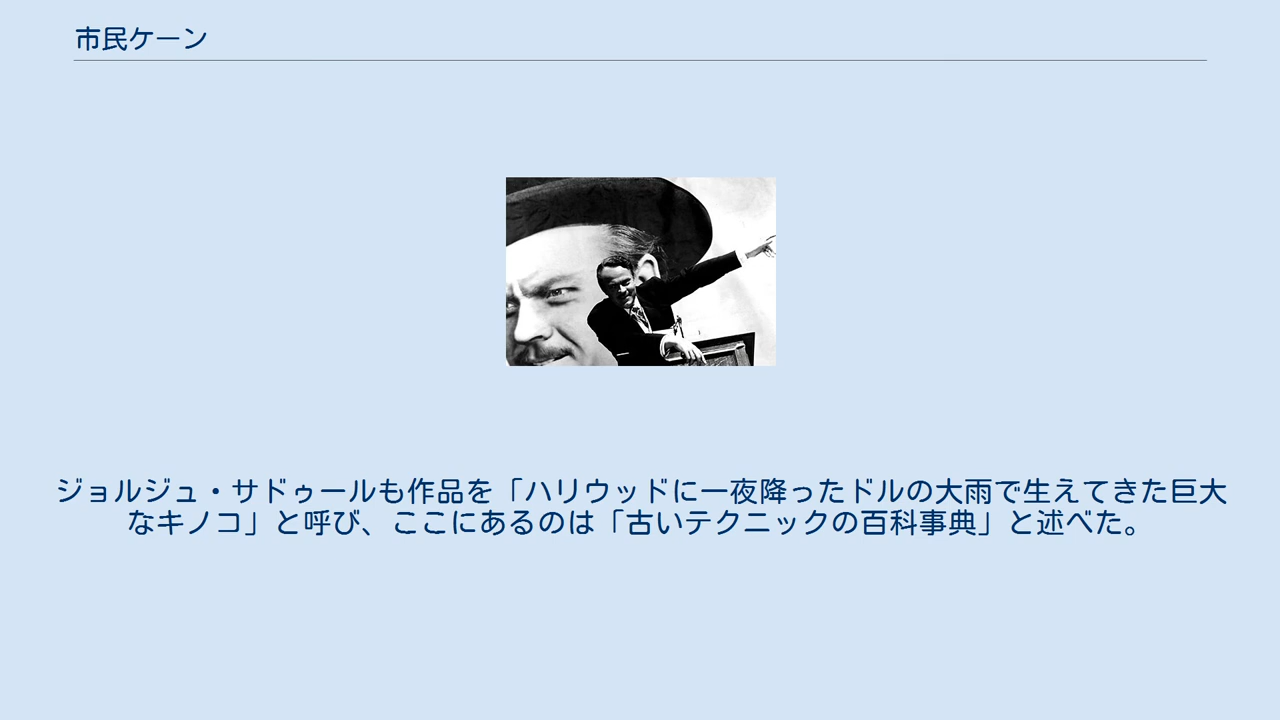 市民ケーン
ジョルジュ・サドゥールも作品を「ハリウッドに一夜降ったドルの大雨で生えてきた巨大
なキノコ」と呼び、ここにあるのは「古いテクニックの百科事典」と述べた。